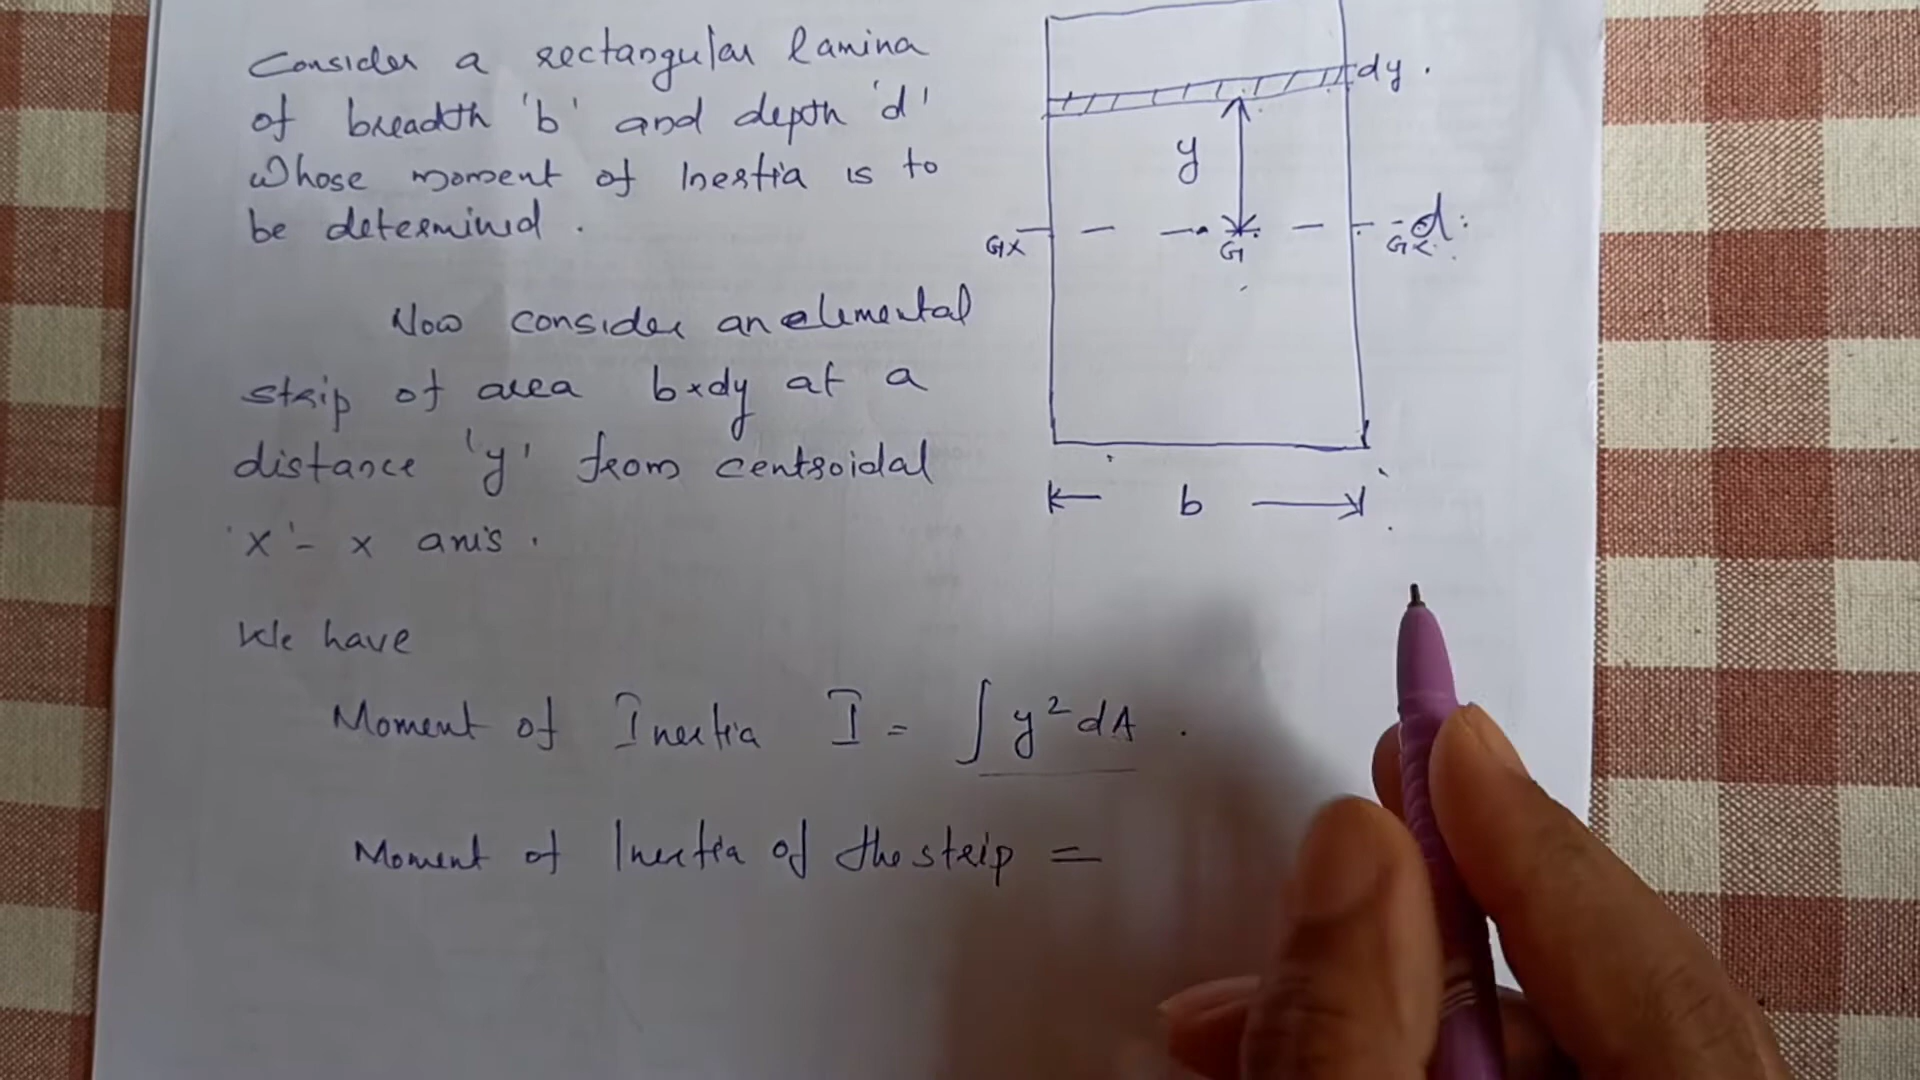 Consider a rectangular lamina
of breadth 'b' and depth 'd'
whose moment of Inertia is to
be determined.
Now consider an elemental
strip of area b×dy at a
distance 'y' from centroidal
'x'-x axis.
We have
Moment of Inertia I = ∫ y² dA.
Moment of Inertia of the strip =
dy.
y
GX
G
d
GX
b